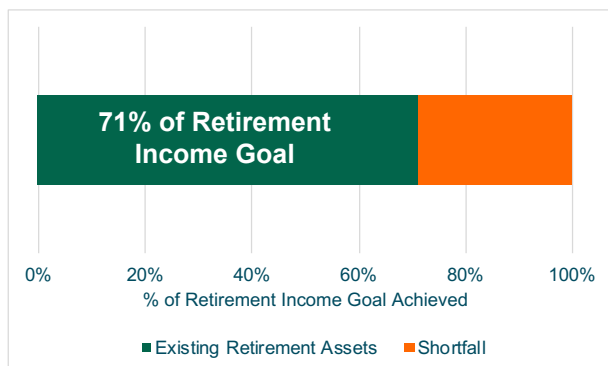 71% of Retirement
Income Goal
0% 20% 40% 60% 80% 100%
% of Retirement Income Goal Achieved
Existing Retirement Assets Shortfall